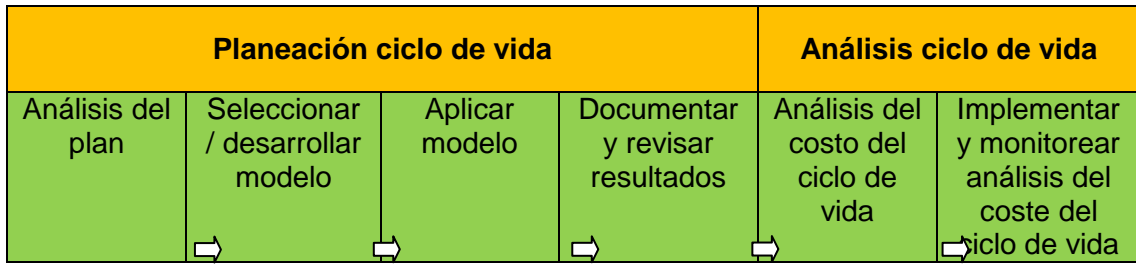 Planeación ciclo de vida
Análisis ciclo de vida
Análisis del
plan
Seleccionar
/ desarrollar
modelo
Aplicar
modelo
Documentar
y revisar
resultados
Análisis del
costo del
ciclo de
vida
Implementar
y monitorear
análisis del
coste del
ciclo de vida